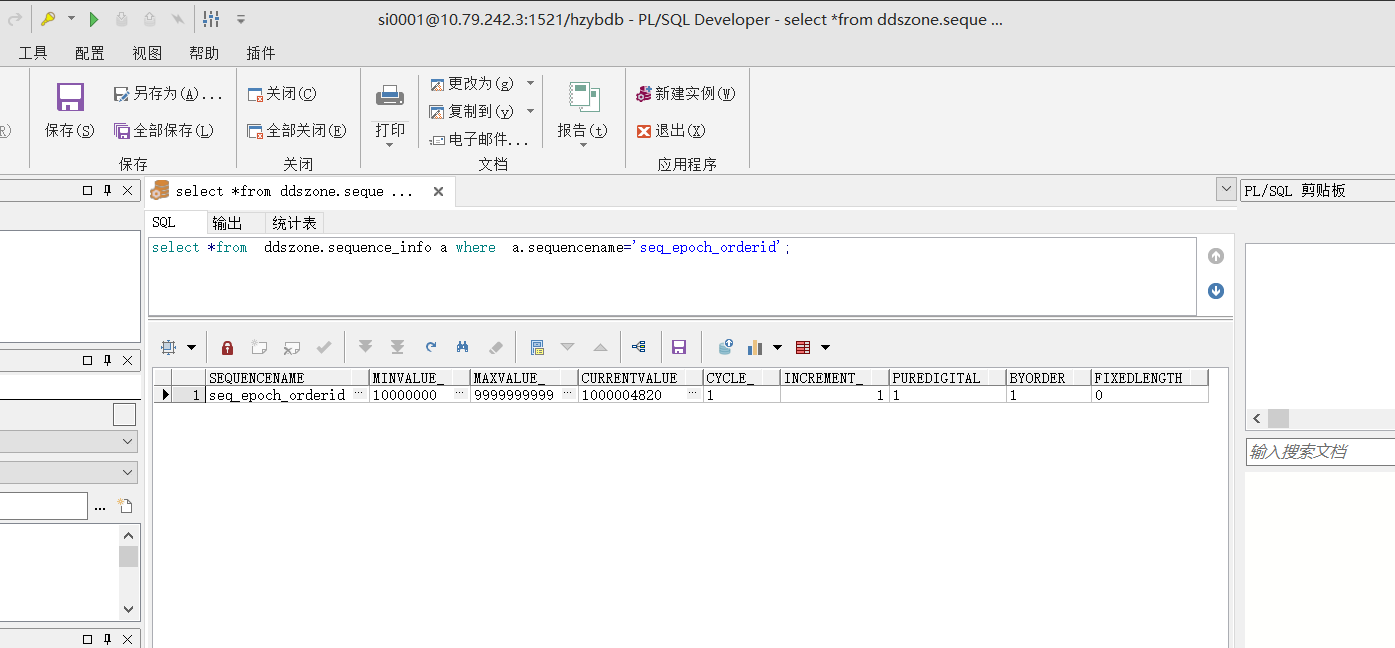 si0001@10.79.242.3:1521/hzybdb - PL/SQL Developer - select *from ddszone.seque ...
工具 配置 视图 帮助 插件
R)
保存(S)
另存为(A)...
全部保存(L)
保存
关闭(C)
全部关闭(E)
关闭
打印
更改为(g)
复制到(y)
电子邮件...
文档
报告(t)
新建实例(W)
退出(X)
应用程序
select *from ddszone.seque ...
PL/SQL 剪贴板
SQL 输出 统计表
select *from ddszone.sequence_info a where a.sequencename='seq_epoch_orderid';
SEQUENCENAME MINVALUE_ MAXVALUE_ CURRENTVALUE CYCLE_ INCREMENT_ PUREDIGITAL BYORDER FIXEDLENGTH
1 seq_epoch_orderid ... 10000000 ... 9999999999 ... 1000004820 ... 1 1 1 1 0
输入搜索文档
...